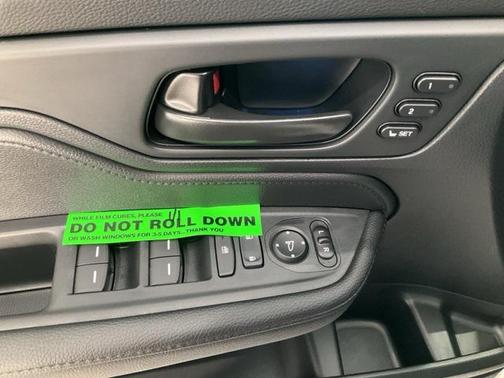 1
2
SET
WHILE FILM CURES, PLEASE
DO NOT ROLL DOWN
OR WASH WINDOWS FOR 3-5 DAYS...THANK YOU
R